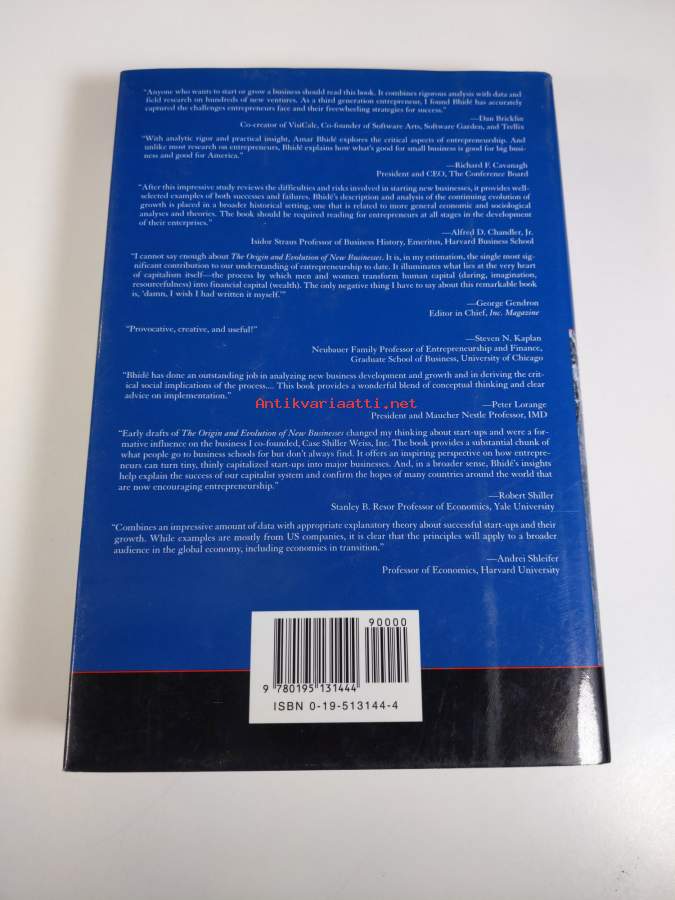 “Anyone who wants to start or grow a business should read this book. It combines rigorous analysis with data and
field research on hundreds of new ventures. As a third generation entrepreneur, I found Bhidé has accurately
captured the challenges entrepreneurs face and their freewheeling strategies for success.”
—Dan Bricklin
Co-creator of VisiCalc, Co-founder of Software Arts, Software Garden, and Trellix
“With analytic rigor and practical insight, Amar Bhidé explores the critical aspects of entrepreneurship. And
unlike most research on entrepreneurs, Bhidé explains how what's good for small business is good for big busi-
ness and good for America.”
—Richard F. Cavanagh
President and CEO, The Conference Board
“After this impressive study reviews the difficulties and risks involved in starting new businesses, it provides well-
selected examples of both successes and failures. Bhidé's description and analysis of the continuing evolution of
growth is placed in a broader historical setting, one that is related to more general economic and sociological
analyses and theories. The book should be required reading for entrepreneurs at all stages in the development
of their enterprises.”
—Alfred D. Chandler, Jr.
Isidor Straus Professor of Business History, Emeritus, Harvard Business School
“I cannot say enough about The Origin and Evolution of New Businesses. It is, in my estimation, the single most sig-
nificant contribution to our understanding of entrepreneurship to date. It illuminates what lies at the very heart
of capitalism itself—the process by which men and women transform human capital (daring, imagination,
resourcefulness) into financial capital (wealth). The only negative thing I have to say about this remarkable book
is, 'damn, I wish I had written it myself.'”
—George Gendron
Editor in Chief, Inc. Magazine
“Provocative, creative, and useful!”
—Steven N. Kaplan
Neubauer Family Professor of Entrepreneurship and Finance,
Graduate School of Business, University of Chicago
“Bhidé has done an outstanding job in analyzing new business development and growth and in deriving the crit-
ical social implications of the process.... This book provides a wonderful blend of conceptual thinking and clear
advice on implementation.”
—Peter Lorange
Antikvariaatti.net
President and Maucher Nestle Professor, IMD
“Early drafts of The Origin and Evolution of New Businesses changed my thinking about start-ups and were a for-
mative influence on the business I co-founded, Case Shiller Weiss, Inc. The book provides a substantial chunk of
what people go to business schools for but don't always find. It offers an inspiring perspective on how entrepre-
neurs can turn tiny, thinly capitalized start-ups into major businesses. And, in a broader sense, Bhidé's insights
help explain the success of our capitalist system and confirm the hopes of many countries around the world that
are now encouraging entrepreneurship.”
—Robert Shiller
Stanley B. Resor Professor of Economics, Yale University
“Combines an impressive amount of data with appropriate explanatory theory about successful start-ups and their
growth. While examples are mostly from US companies, it is clear that the principles will apply to a broader
audience in the global economy, including economies in transition.”
—Andrei Shleifer
Professor of Economics, Harvard University
90000
9 780195 131444
ISBN 0-19-513144-4